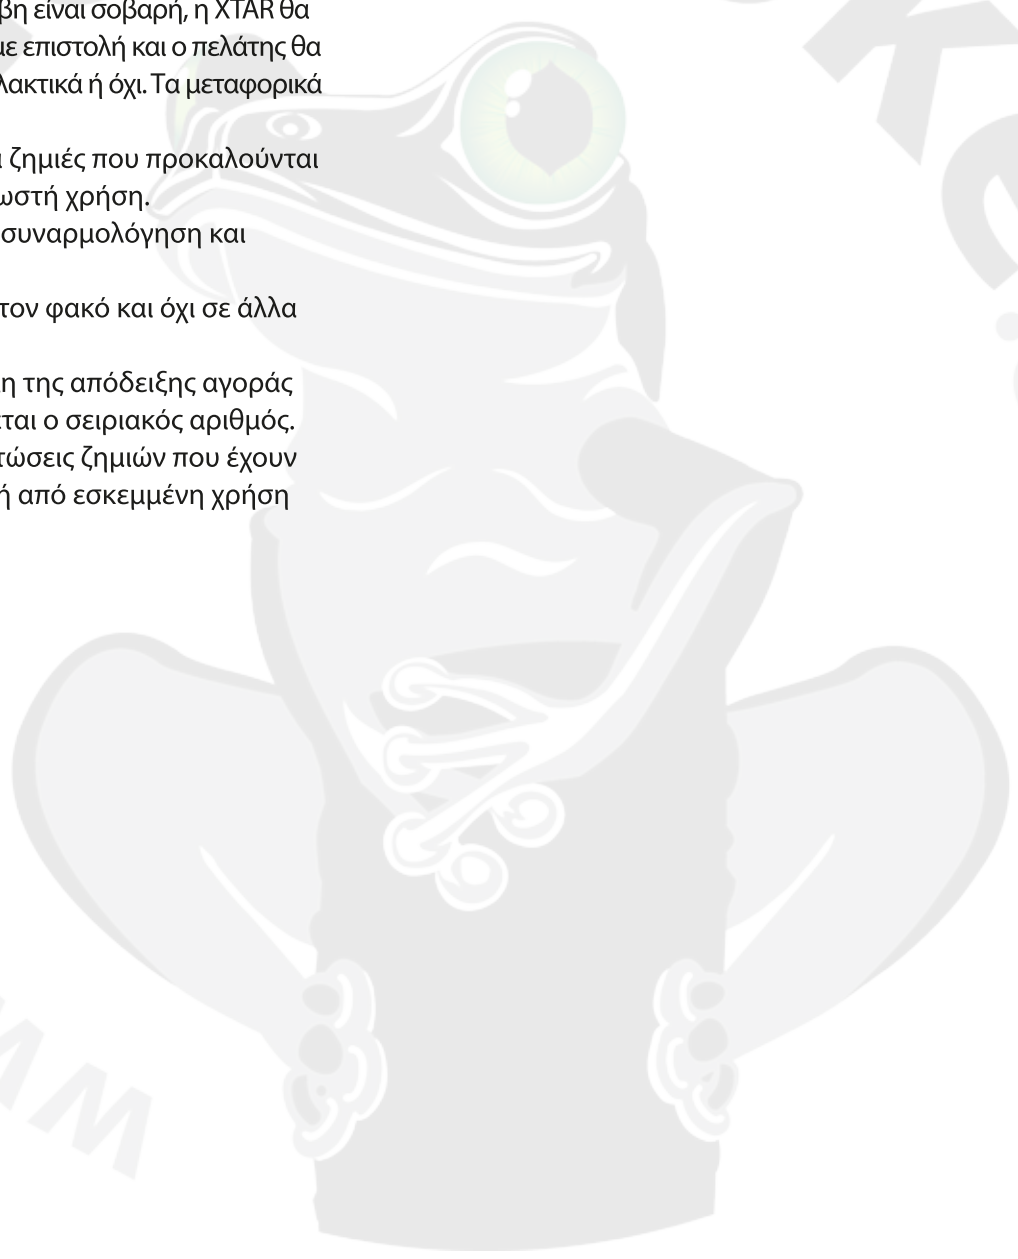 βη είναι σοβαρή, η XTAR θα
με επιστολή και ο πελάτης θα
λακτικά ή όχι. Τα μεταφορικά
ζημιές που προκαλούνται
ωστή χρήση.
συναρμολόγηση και
τον φακό και όχι σε άλλα
η της απόδειξης αγοράς
ται ο σειριακός αριθμός.
τώσεις ζημιών που έχουν
ή από εσκεμμένη χρήση